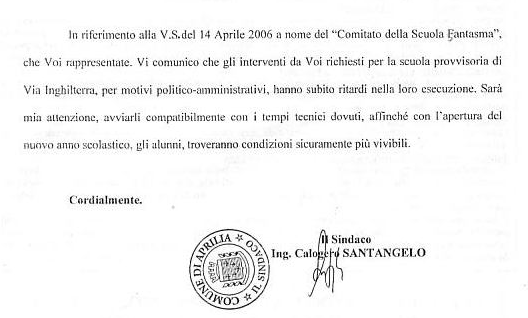 In riferimento alla V.S.del 14 Aprile 2006 a nome del “Comitato della Scuola Fantasma”,
che Voi rappresentate. Vi comunico che gli interventi da Voi richiesti per la scuola provvisoria di
Via Inghilterra, per motivi politico-amministrativi, hanno subito ritardi nella loro esecuzione. Sarà
mia attenzione, avviarli compatibilmente con i tempi tecnici dovuti, affinché con l’apertura del
nuovo anno scolastico, gli alunni, troveranno condizioni sicuramente più vivibili.
Cordialmente.
Il Sindaco
Ing. Calogero SANTANGELO
COMUNE DI APRILIA
IL SINDACO